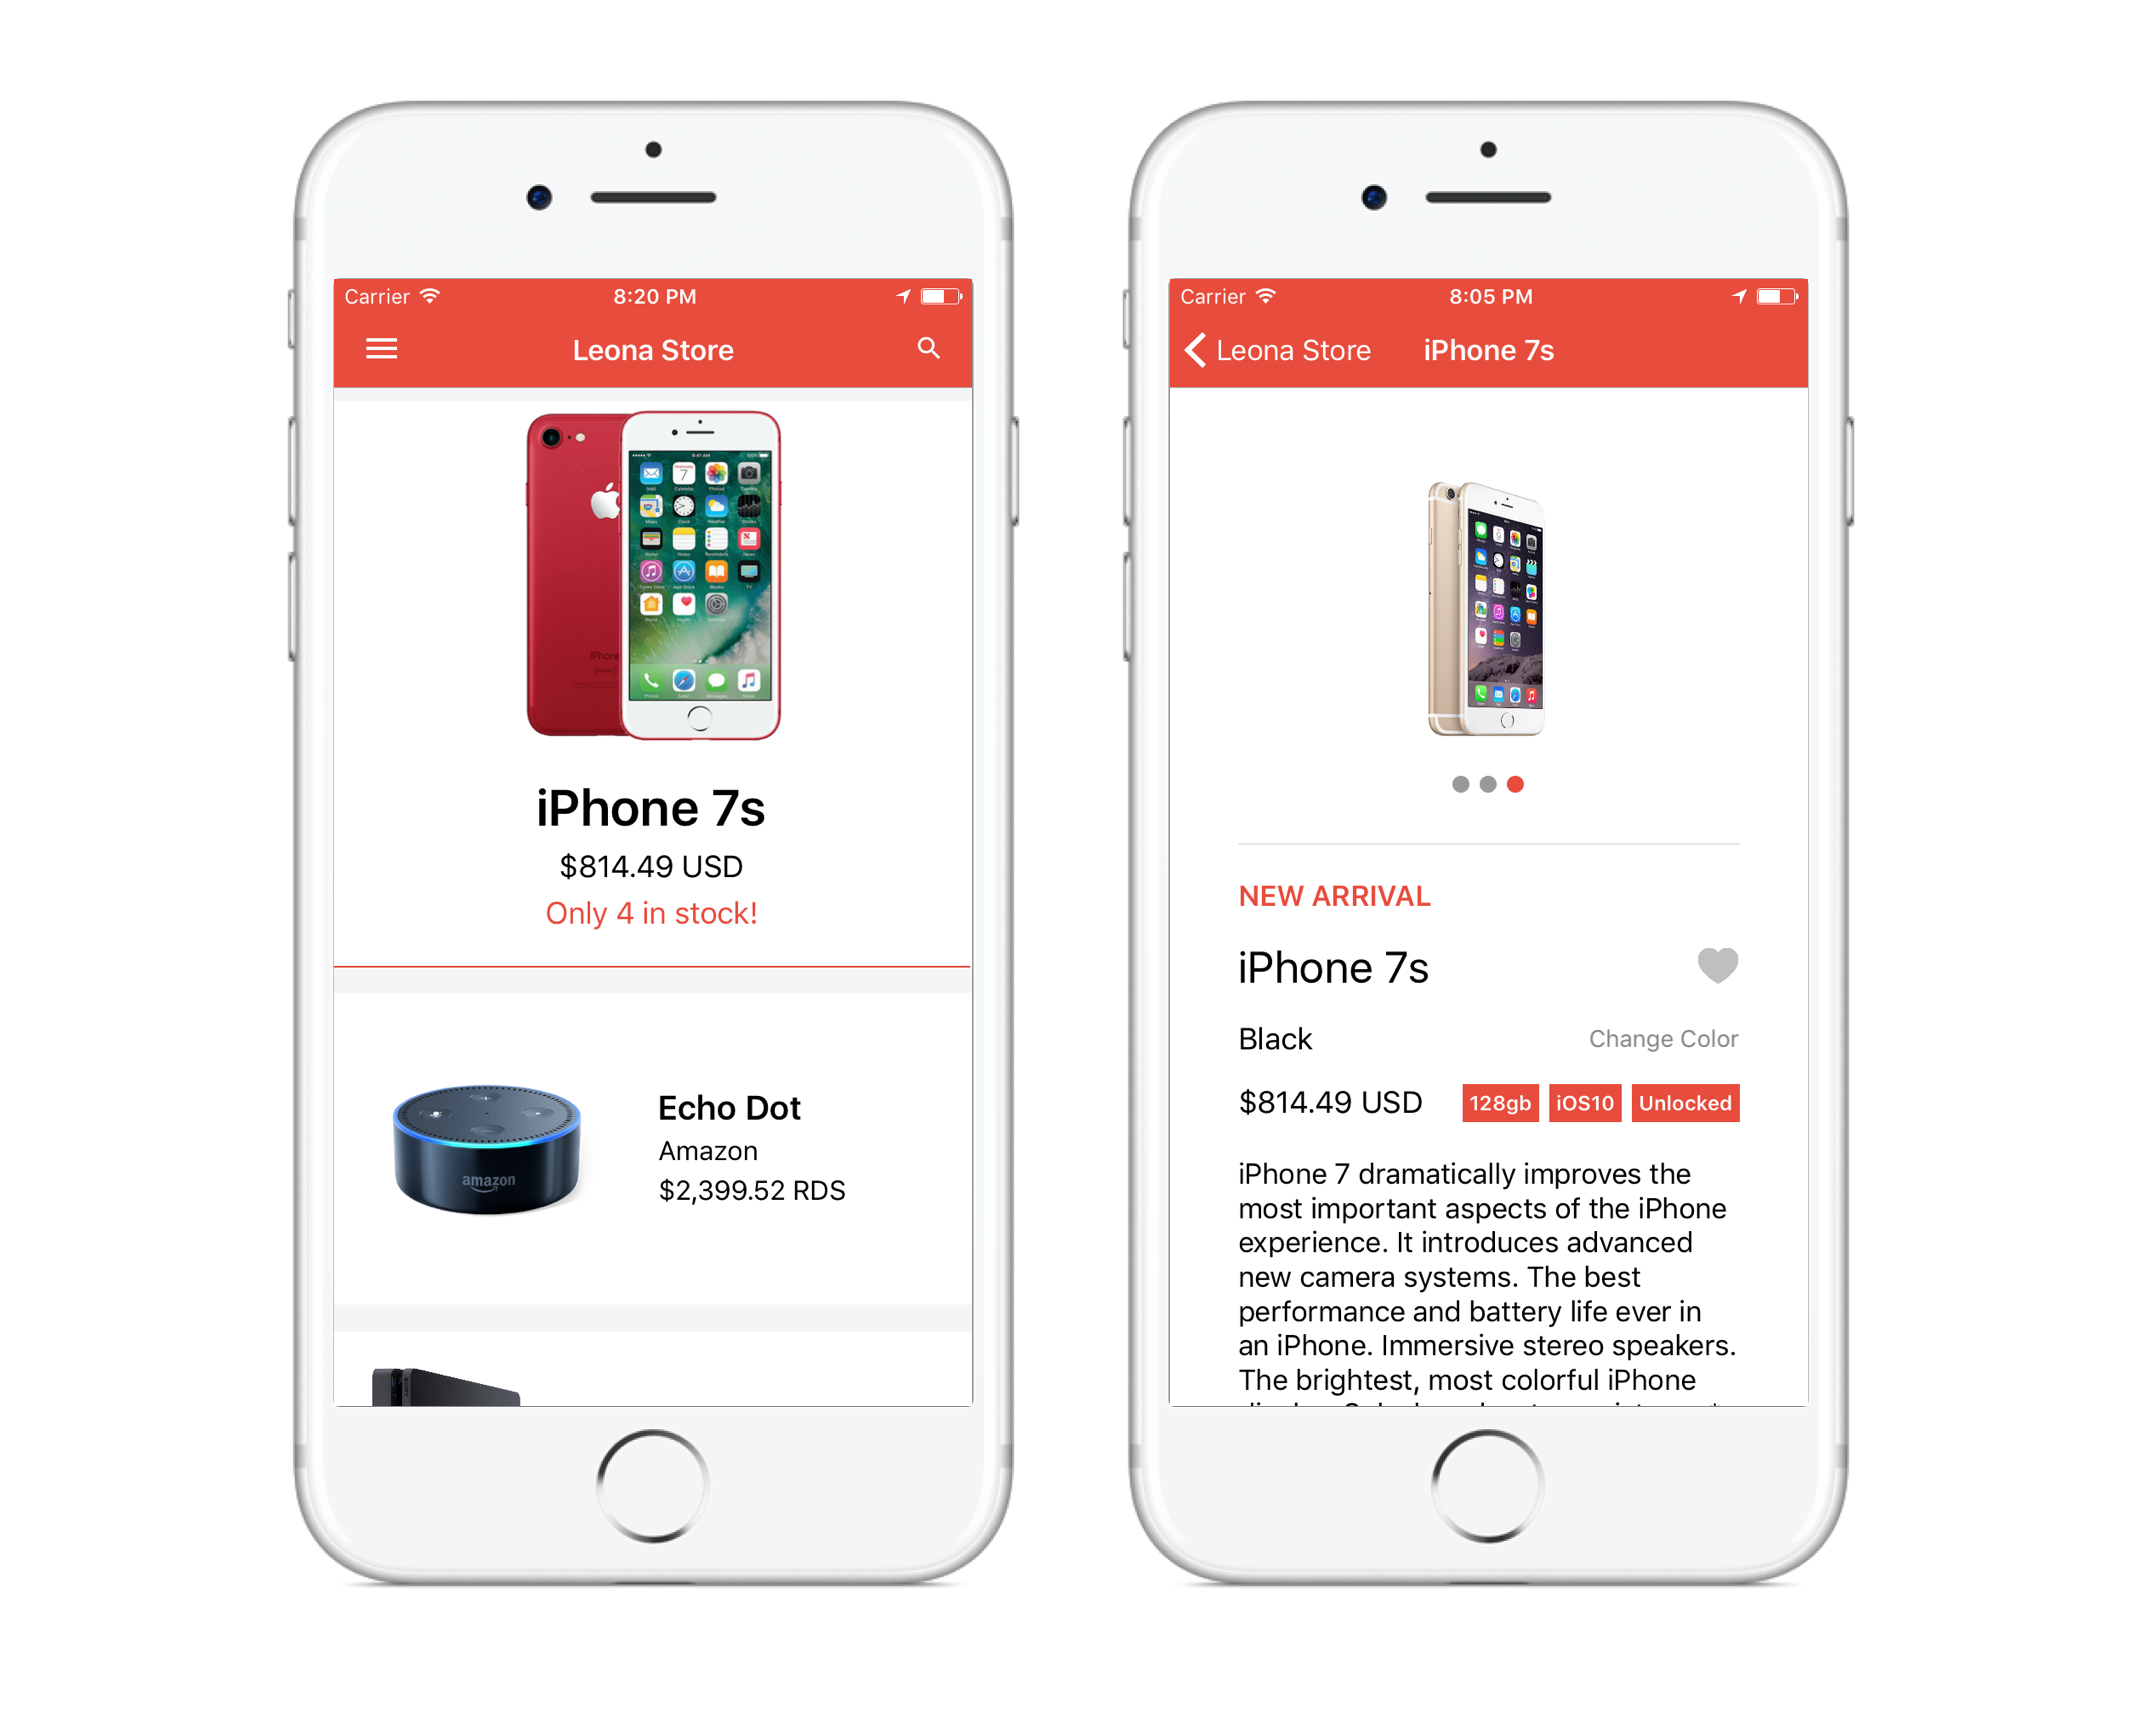 Carrier 8:20 PM
Leona Store
iPhone
iPhone 7s
$814.49 USD
Only 4 in stock!
amazon
Echo Dot
Amazon
$2,399.52 RDS
Carrier 8:05 PM
Leona Store iPhone 7s
NEW ARRIVAL
iPhone 7s
Black Change Color
$814.49 USD 128gb iOS10 Unlocked
iPhone 7 dramatically improves the
most important aspects of the iPhone
experience. It introduces advanced
new camera systems. The best
performance and battery life ever in
an iPhone. Immersive stereo speakers.
The brightest, most colorful iPhone